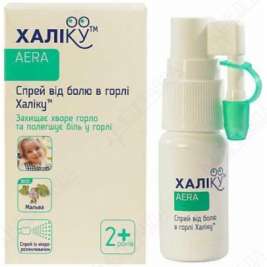 ХАЛІКУ™
AERA
Спрей від болю в горлі
Халіку™
Захищає хворе горло
та полегшує біль у горлі
Мальва
2+
років
ХАЛІКУ™
AERA
Спрей від болю
в горлі Халіку™